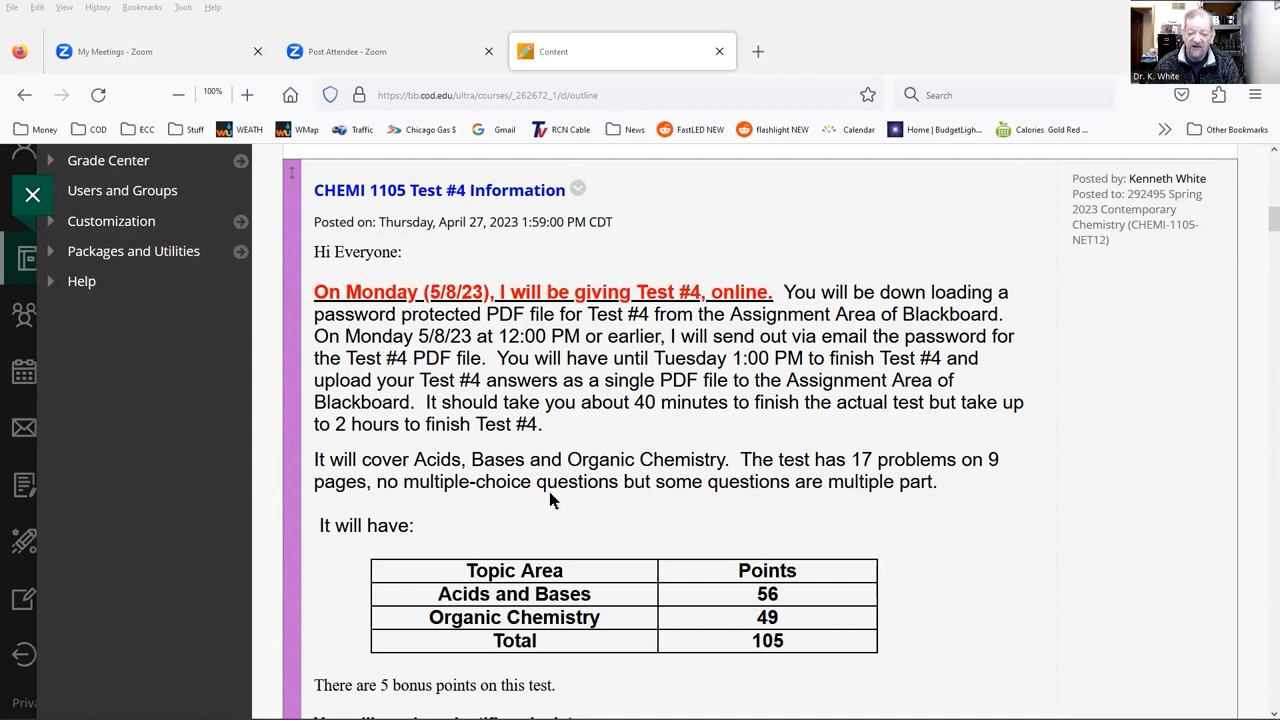 File Edit View History Bookmarks Tools Help
My Meetings - Zoom
Post Attendee - Zoom
Content
Dr. K. White
100%
https://bb.cod.edu/ultra/courses/_262672_1/cl/outline
Search
Money COD ECC Stuff WEATH WMap Traffic Chicago Gas $ Gmail RCN Cable News FastLED NEW flashlight NEW Calendar Home | BudgetLigh... Calories Gold Red ... Other Bookmarks
Grade Center
Users and Groups
Customization
Packages and Utilities
Help
CHEMI 1105 Test #4 Information
Posted on: Thursday, April 27, 2023 1:59:00 PM CDT
Hi Everyone:
On Monday (5/8/23), I will be giving Test #4, online. You will be down loading a
password protected PDF file for Test #4 from the Assignment Area of Blackboard.
On Monday 5/8/23 at 12:00 PM or earlier, I will send out via email the password for
the Test #4 PDF file. You will have until Tuesday 1:00 PM to finish Test #4 and
upload your Test #4 answers as a single PDF file to the Assignment Area of
Blackboard. It should take you about 40 minutes to finish the actual test but take up
to 2 hours to finish Test #4.
It will cover Acids, Bases and Organic Chemistry. The test has 17 problems on 9
pages, no multiple-choice questions but some questions are multiple part.
It will have:
Topic Area Points
Acids and Bases 56
Organic Chemistry 49
Total 105
There are 5 bonus points on this test.
Posted by: Kenneth White
Posted to: 292495 Spring
2023 Contemporary
Chemistry (CHEMI-1105-
NET12)